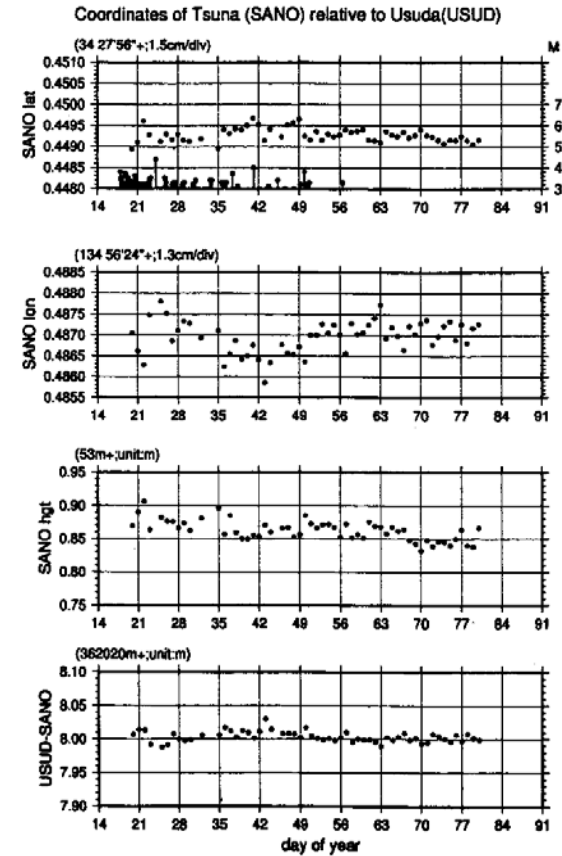 Coordinates of Tsuna (SANO) relative to Usuda(USUD)
(34 27'56"+;1.5cm/div)
M
SANO lat
0.4510
0.4505
0.4500
0.4495
0.4490
0.4485
0.4480
7
6
5
4
3
14 21 28 35 42 49 56 63 70 77 84 91
(134 56'24"+;1.3cm/div)
SANO lon
0.4885
0.4880
0.4875
0.4870
0.4865
0.4860
0.4855
14 21 28 35 42 49 56 63 70 77 84 91
(53m+;unit:m)
SANO hgt
0.95
0.90
0.85
0.80
0.75
14 21 28 35 42 49 56 63 70 77 84 91
(362020m+;unit:m)
USUD-SANO
8.10
8.05
8.00
7.95
7.90
14 21 28 35 42 49 56 63 70 77 84 91
day of year